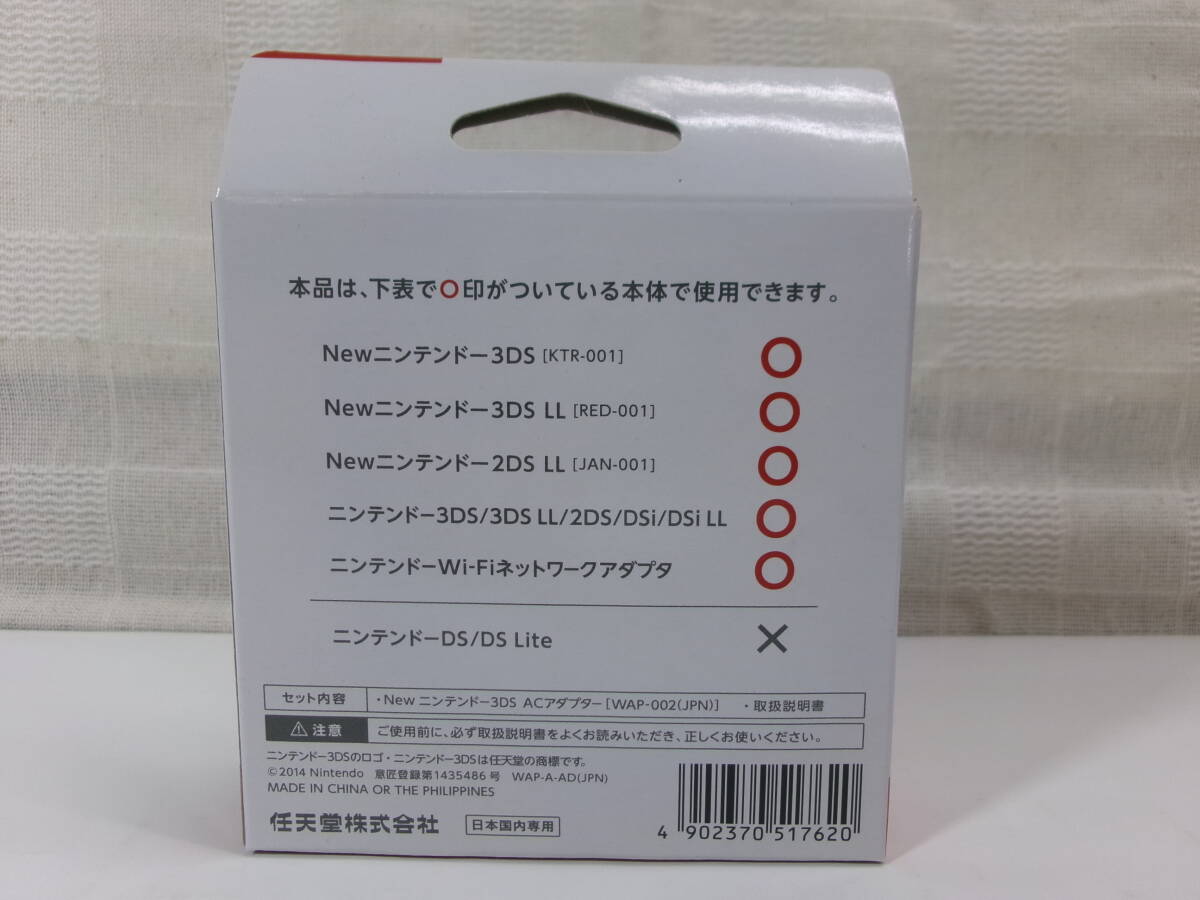 本品は、下表で○印がついている本体で使用できます。
Newニンテンドー3DS [KTR-001] ○
Newニンテンドー3DS LL [RED-001] ○
Newニンテンドー2DS LL [JAN-001] ○
ニンテンドー3DS/3DS LL/2DS/DSi/DSi LL ○
ニンテンドーWi-Fiネットワークアダプタ ○
ニンテンドーDS/DS Lite ×
セット内容 ・New ニンテンドー3DS ACアダプター[WAP-002(JPN)] ・取扱説明書
⚠注意 ご使用前に、必ず取扱説明書をよくお読みいただき、正しくお使いください。
ニンテンドー3DSのロゴ・ニンテンドー3DSは任天堂の商標です。
©2014 Nintendo 意匠登録第1435486号 WAP-A-AD(JPN)
MADE IN CHINA OR THE PHILIPPINES
任天堂株式会社 日本国内専用
4 902370 517620